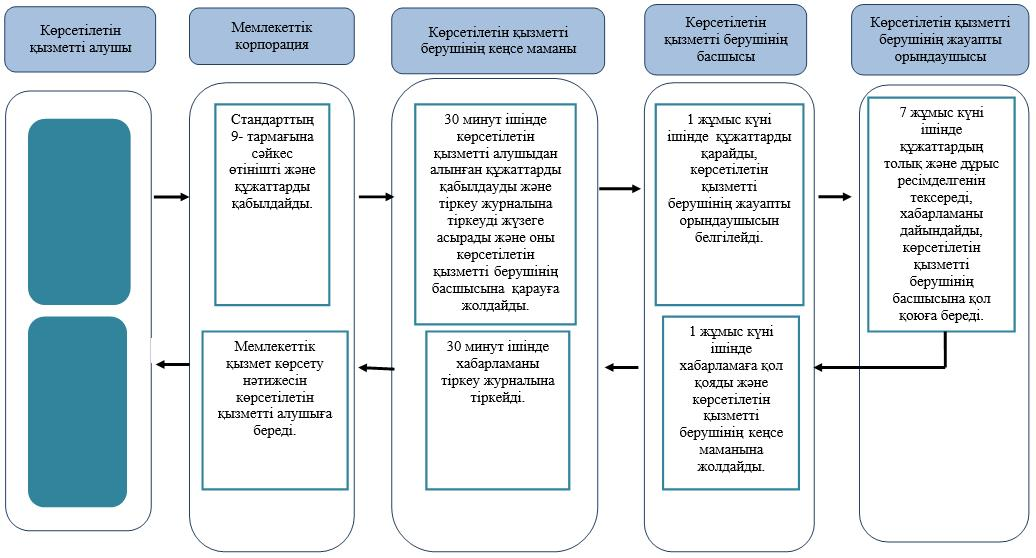 Көрсетілетін
қызметті алушы
Мемлекеттік
корпорация
Көрсетілетін қызметті
берушінің кеңсе маманы
Көрсетілетін
қызметті берушінің
басшысы
Көрсетілетін қызметті
берушінің жауапты
орындаушысы
Стандарттың
9- тармағына
сәйкес
өтінішті және
құжаттарды
қабылдайды.
30 минут ішінде
көрсетілетін
қызметті алушыдан
алынған құжаттарды
қабылдауды және
тіркеу журналына
тіркеуді жүзеге
асырады және оны
көрсетілетін
қызметті берушінің
басшысына қарауға
жолдайды.
1 жұмыс күні
ішінде құжаттарды
қарайды,
көрсетілетін
қызметті
берушінің жауапты
орындаушысын
белгілейді.
7 жұмыс күні
ішінде
құжаттардың
толық және дұрыс
ресімделгенін
тексереді,
хабарламаны
дайындайды,
көрсетілетін
қызметті
берушінің
басшысына қол
қоюға береді.
Мемлекеттік
қызмет көрсету
нәтижесін
көрсетілетін
қызметті алушыға
береді.
30 минут ішінде
хабарламаны
тіркеу журналына
тіркейді.
1 жұмыс күні
ішінде
хабарламаға қол
қояды және
көрсетілетін
қызметті
берушінің кеңсе
маманына
жолдайды.